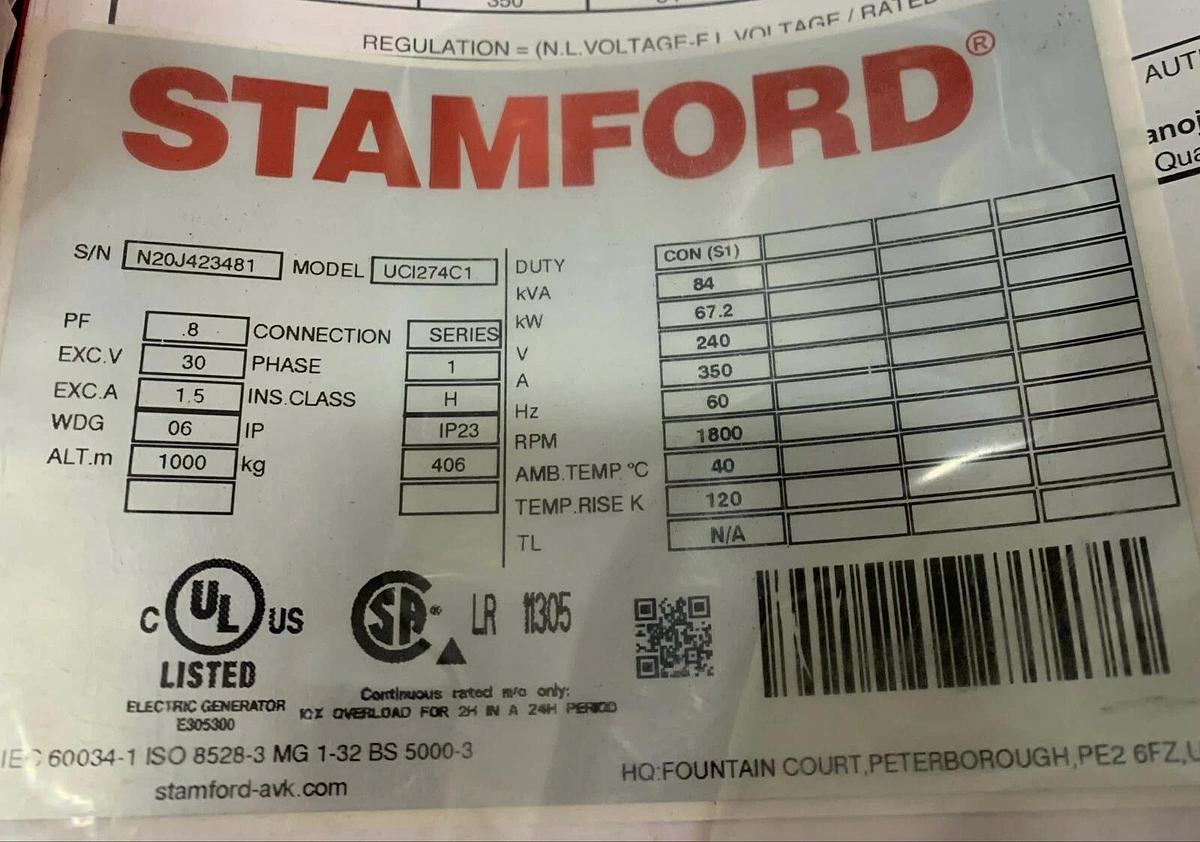 350
REGULATION = (N.L.VOLTAGE-F.L VOLTAGE / RATED
AUT
anoj
Qua
STAMFORD®
S/N N20J423481 MODEL UCI274C1
PF .8 CONNECTION SERIES
EXC.V 30 PHASE 1
EXC.A 1.5 INS.CLASS H
WDG 06 IP IP23
ALT.m 1000 kg 406
DUTY CON (S1)
kVA 84
kW 67.2
V 240
A 350
Hz 60
RPM 1800
AMB.TEMP.°C 40
TEMP.RISE K 120
TL N/A
C UL US
LISTED
ELECTRIC GENERATOR
E305300
SA ® LR 11305
Continuous rated m/c only:
10% OVERLOAD FOR 2H IN A 24H PERIOD
IEC 60034-1 ISO 8528-3 MG 1-32 BS 5000-3
stamford-avk.com
HQ:FOUNTAIN COURT,PETERBOROUGH,PE2 6FZ,U